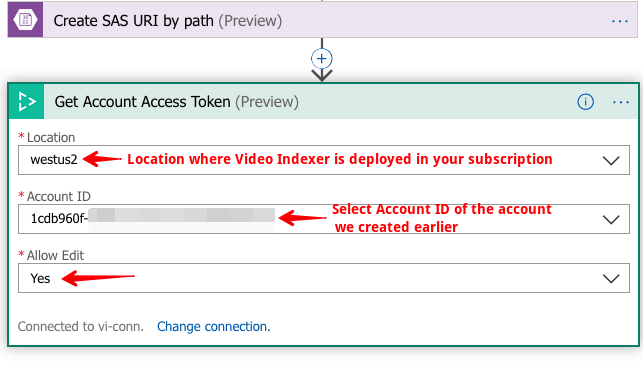 Create SAS URI by path (Preview)
Get Account Access Token (Preview)
* Location
westus2
Location where Video Indexer is deployed in your subscription
* Account ID
1cdb960f-
Select Account ID of the account
we created earlier
* Allow Edit
Yes
Connected to vi-conn. Change connection.